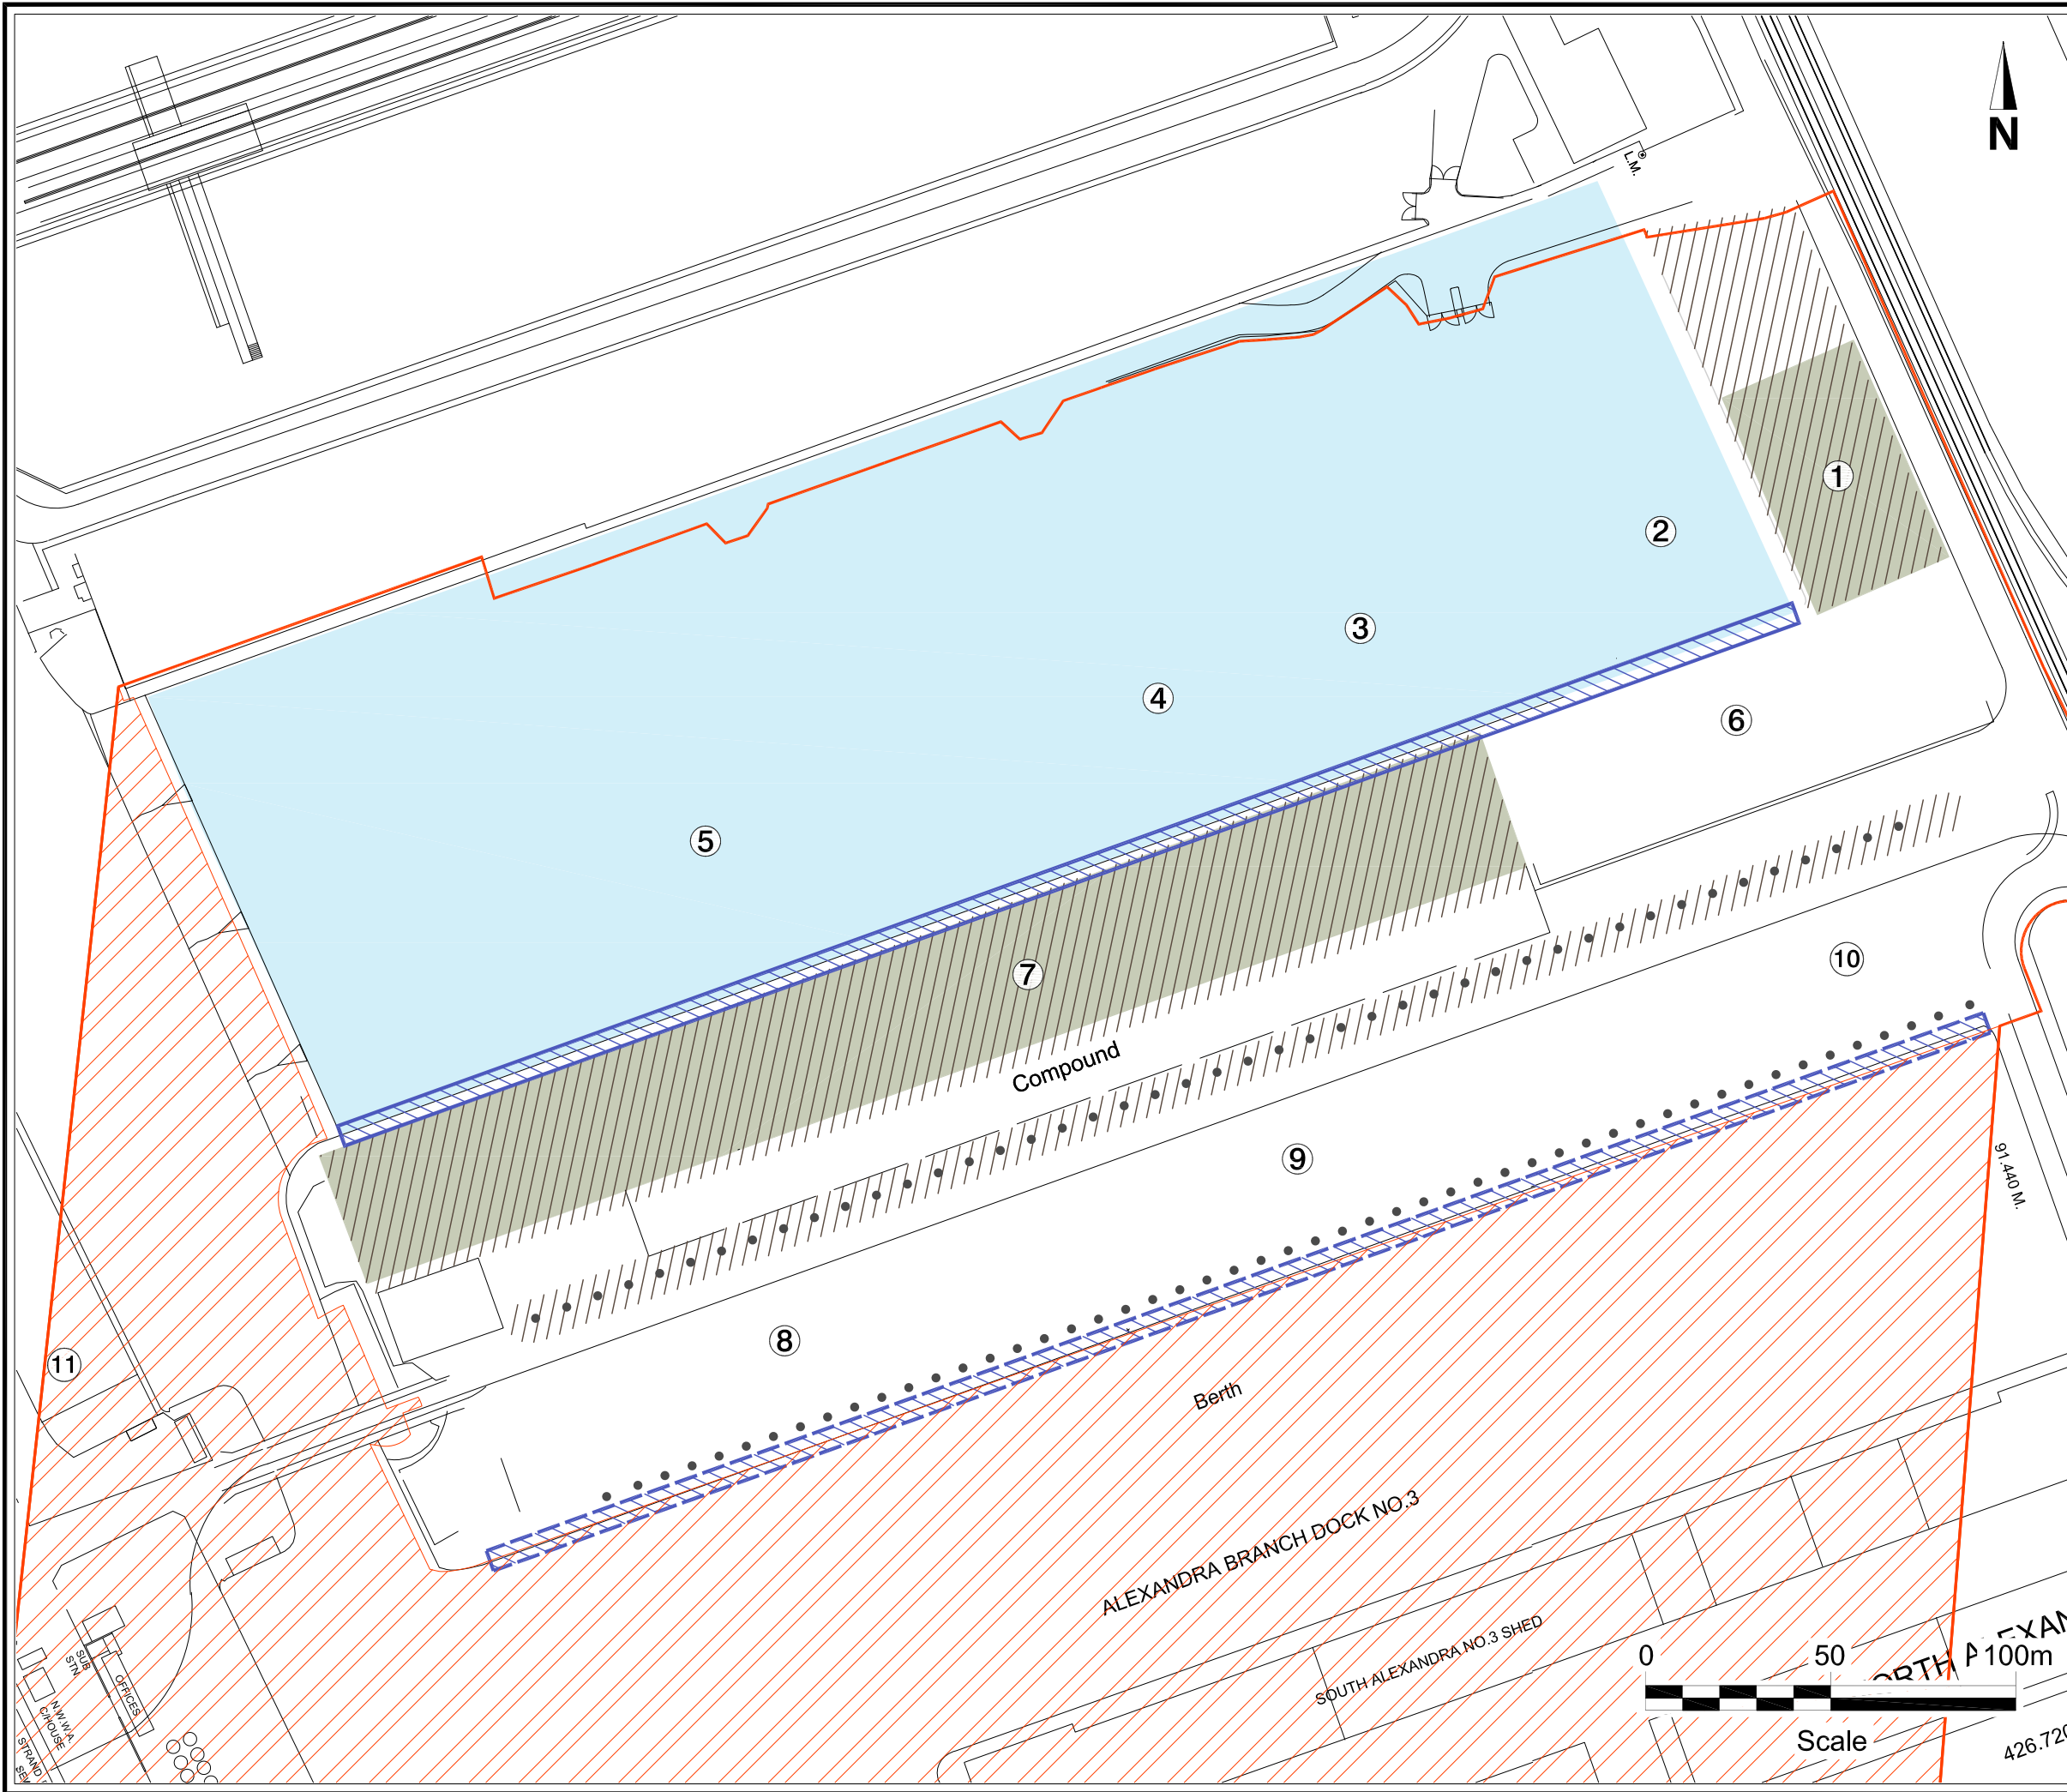 N
L.M.
1
2
3
4
5
6
7
Compound
8
9
10
11
91.440 M.
Berth
ALEXANDRA BRANCH DOCK NO.3
SOUTH ALEXANDRA NO.3 SHED
SUB
STN
OFFICES
N.W.W.A.
C/HOUSE
STRAND
0 50 100m
Scale
426.720